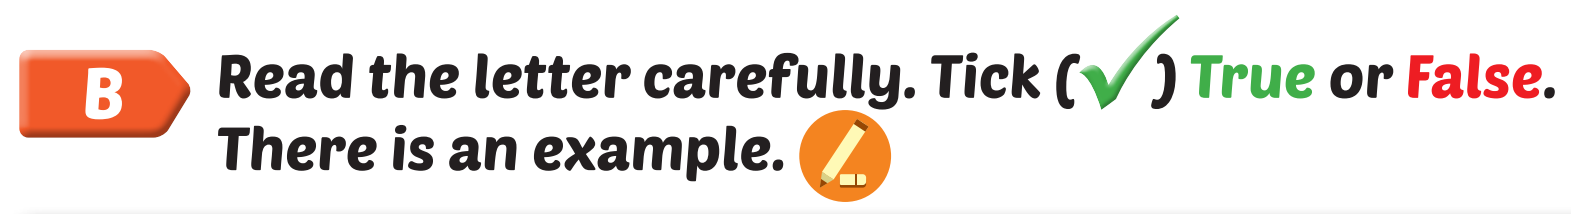 B Read the letter carefully. Tick (✓) True or False.
There is an example.